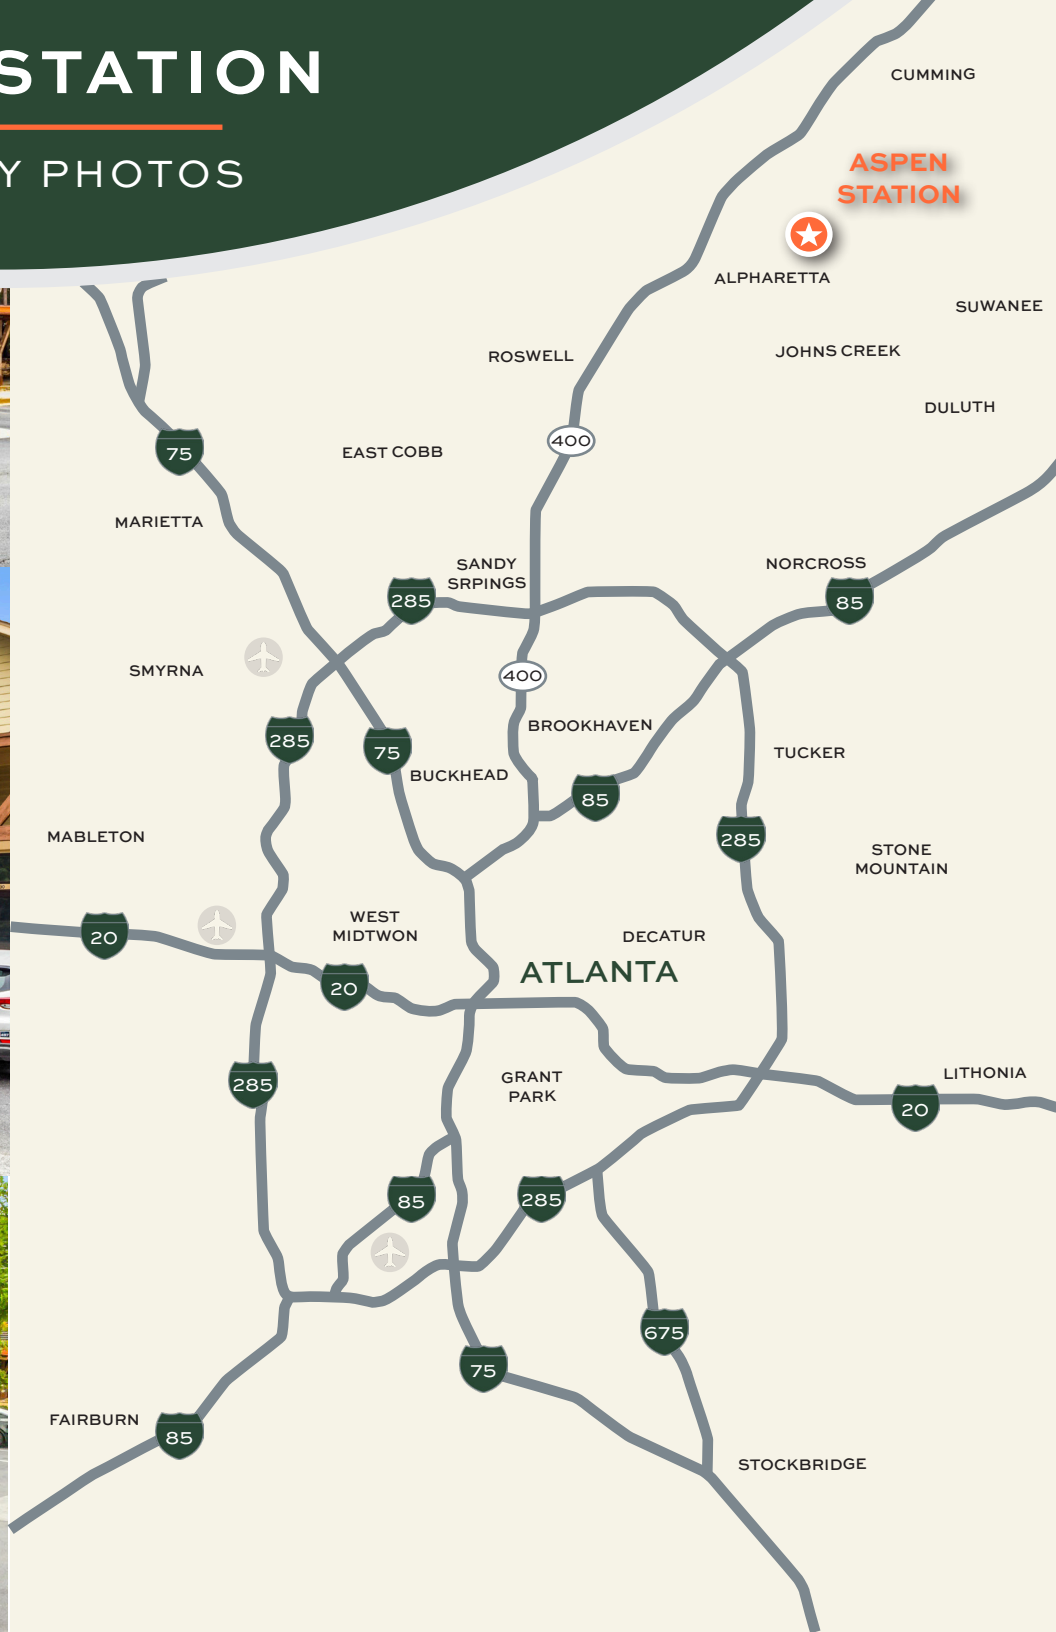 STATION
Y PHOTOS
CUMMING
ASPEN
STATION
ALPHARETTA
SUWANEE
JOHNS CREEK
ROSWELL
DULUTH
400
EAST COBB
75
MARIETTA
SANDY
SRPINGS
NORCROSS
285
85
SMYRNA
400
BROOKHAVEN
285
75
TUCKER
BUCKHEAD
85
MABLETON
285
STONE
MOUNTAIN
WEST
MIDTWON
20
DECATUR
ATLANTA
20
285
GRANT
PARK
LITHONIA
20
85
285
675
75
FAIRBURN
85
STOCKBRIDGE